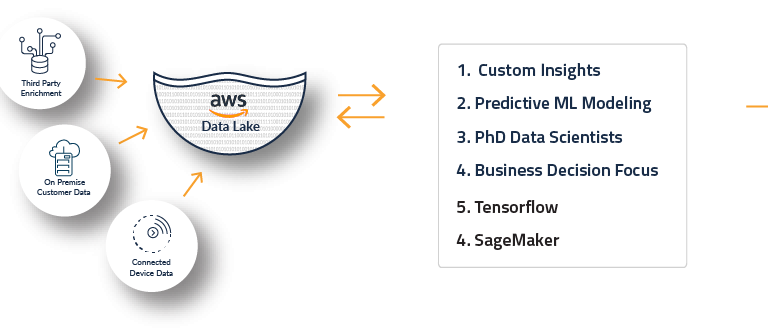 Third Party
Enrichment
On Premise
Customer Data
Connected
Device Data
aws
Data Lake
1. Custom Insights
2. Predictive ML Modeling
3. PhD Data Scientists
4. Business Decision Focus
5. Tensorflow
4. SageMaker